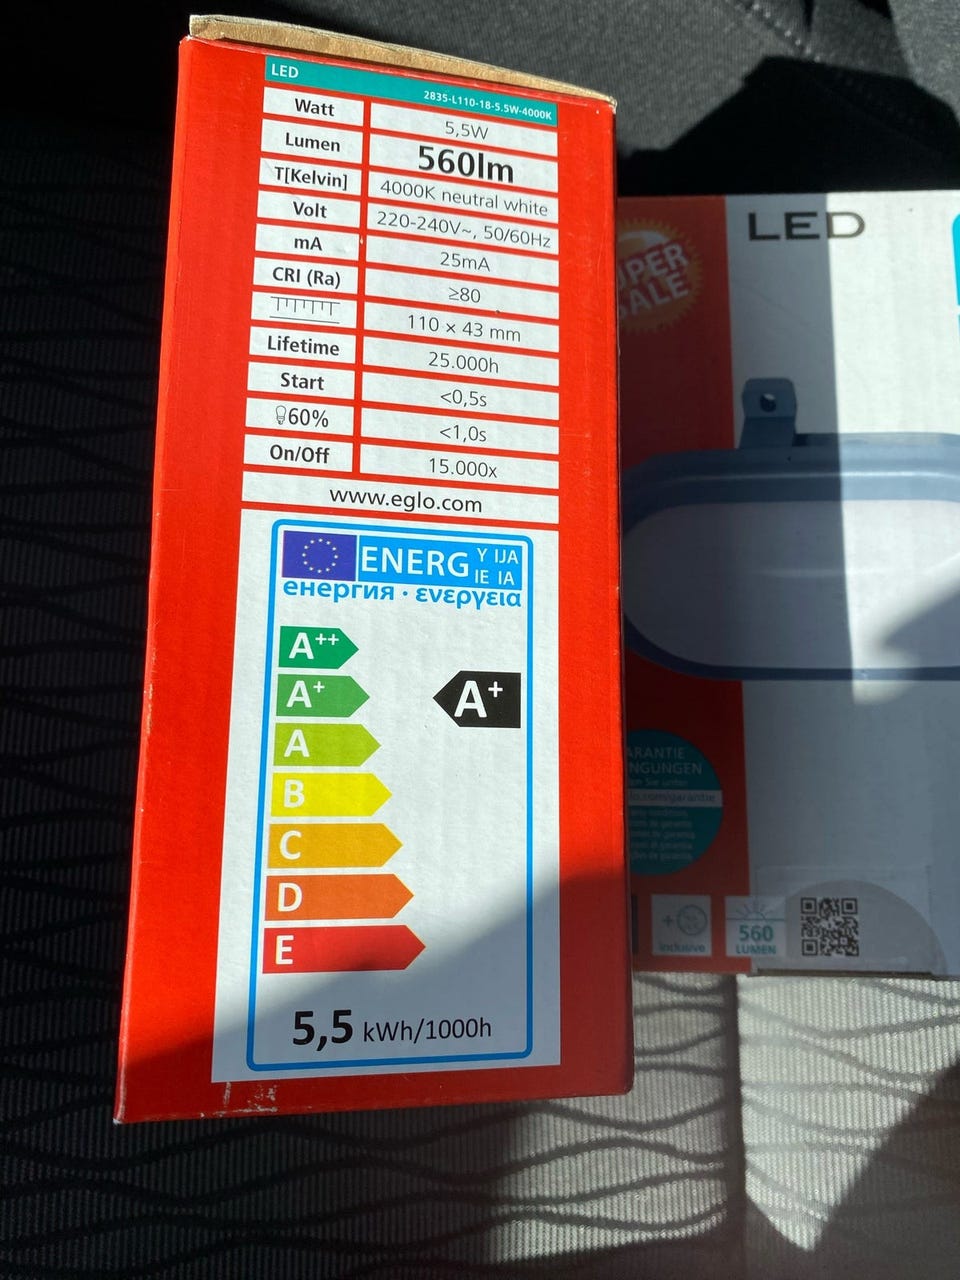 LED
2835-L110-18-5.5W-4000K
Watt 5,5W
Lumen 560lm
T[Kelvin] 4000K neutral white
Volt 220-240V~, 50/60Hz
mA 25mA
CRI (Ra) ≥80
110 x 43 mm
Lifetime 25.000h
Start <0,5s
60% <1,0s
On/Off 15.000x
www.eglo.com
ENERG Y IJA
IE IA
енергия · ενεργεια
A++
A+
A+
A
B
C
D
E
5,5 kWh/1000h
LED
SALE
inclusive
560
LUMEN